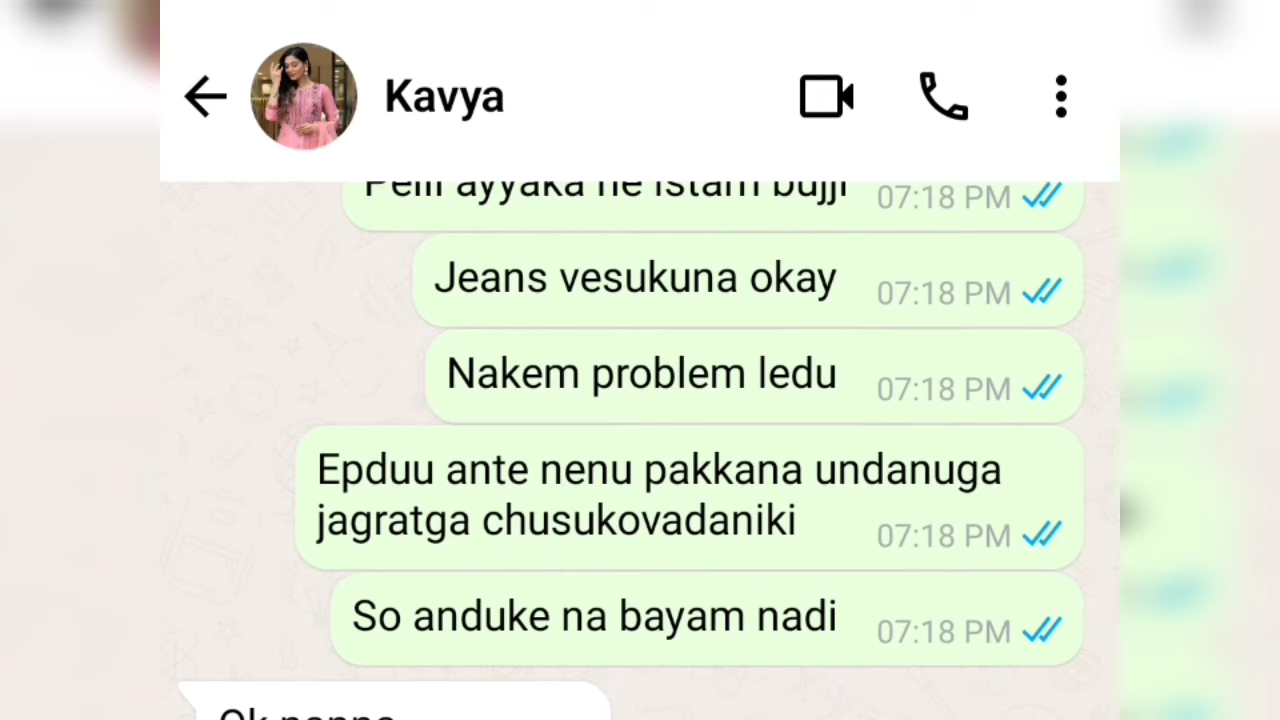 Kavya
Pelli ayyaka ne istam bujji 07:18 PM
Jeans vesukuna okay 07:18 PM
Nakem problem ledu 07:18 PM
Epduu ante nenu pakkana undanuga
jagratga chusukovadaniki 07:18 PM
So anduke na bayam nadi 07:18 PM
Ok